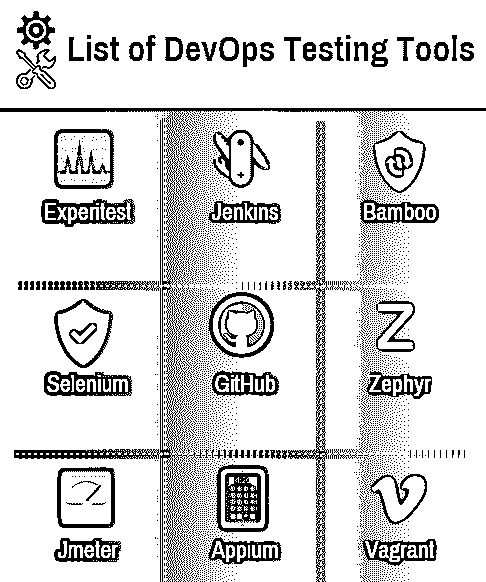 List of DevOps Testing Tools
Experitest Jenkins Bamboo
Selenium GitHub Zephyr
Jmeter Appium Vagrant